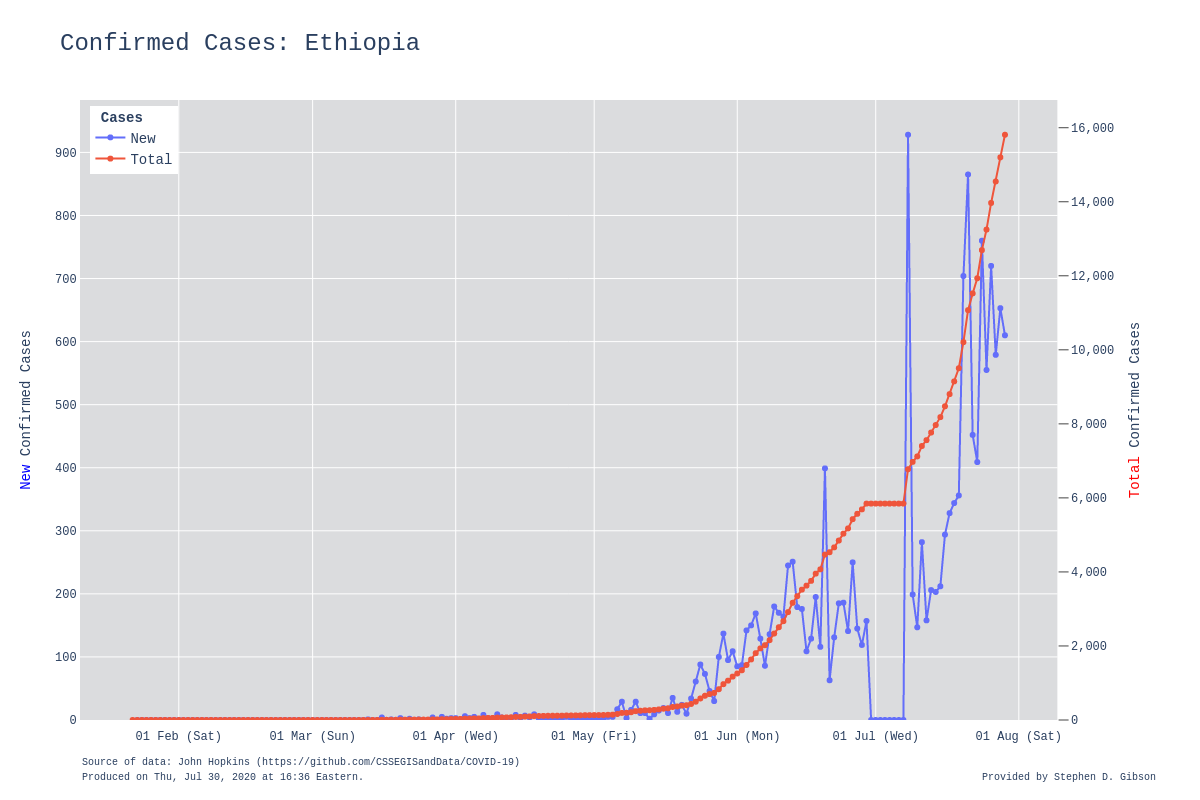 Confirmed Cases: Ethiopia
Cases
New
Total
900
800
700
600
500
400
300
200
100
0
New Confirmed Cases
16,000
14,000
12,000
10,000
8,000
6,000
4,000
2,000
0
Total Confirmed Cases
01 Feb (Sat) 01 Mar (Sun) 01 Apr (Wed) 01 May (Fri) 01 Jun (Mon) 01 Jul (Wed) 01 Aug (Sat)
Source of data: John Hopkins (https://github.com/CSSEGISandData/COVID-19)
Produced on Thu, Jul 30, 2020 at 16:36 Eastern.
Provided by Stephen D. Gibson